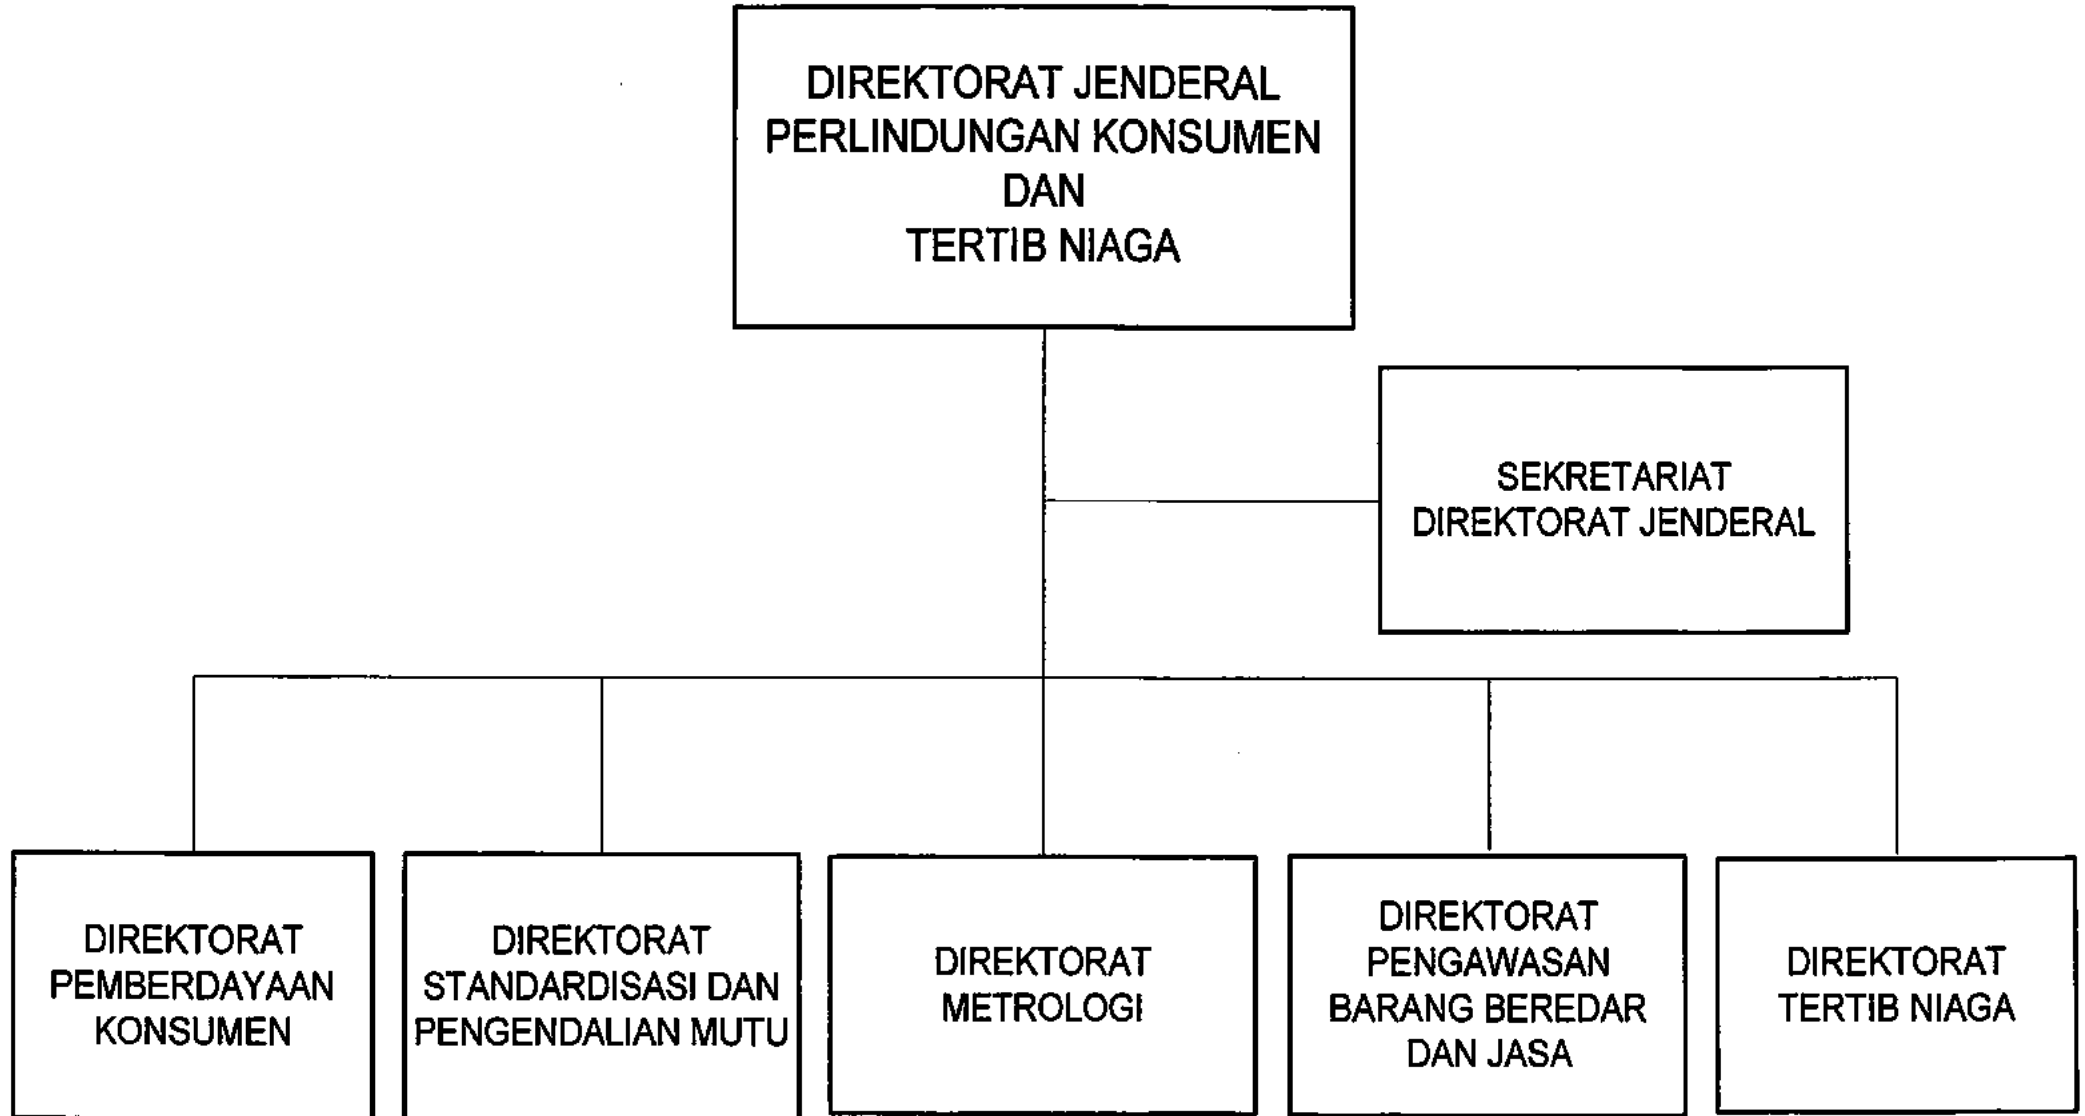 DIREKTORAT JENDERAL
PERLINDUNGAN KONSUMEN
DAN
TERTIB NIAGA
SEKRETARIAT
DIREKTORAT JENDERAL
DIREKTORAT
PEMBERDAYAAN
KONSUMEN
DIREKTORAT
STANDARDISASI DAN
PENGENDALIAN MUTU
DIREKTORAT
METROLOGI
DIREKTORAT
PENGAWASAN
BARANG BEREDAR
DAN JASA
DIREKTORAT
TERTIB NIAGA